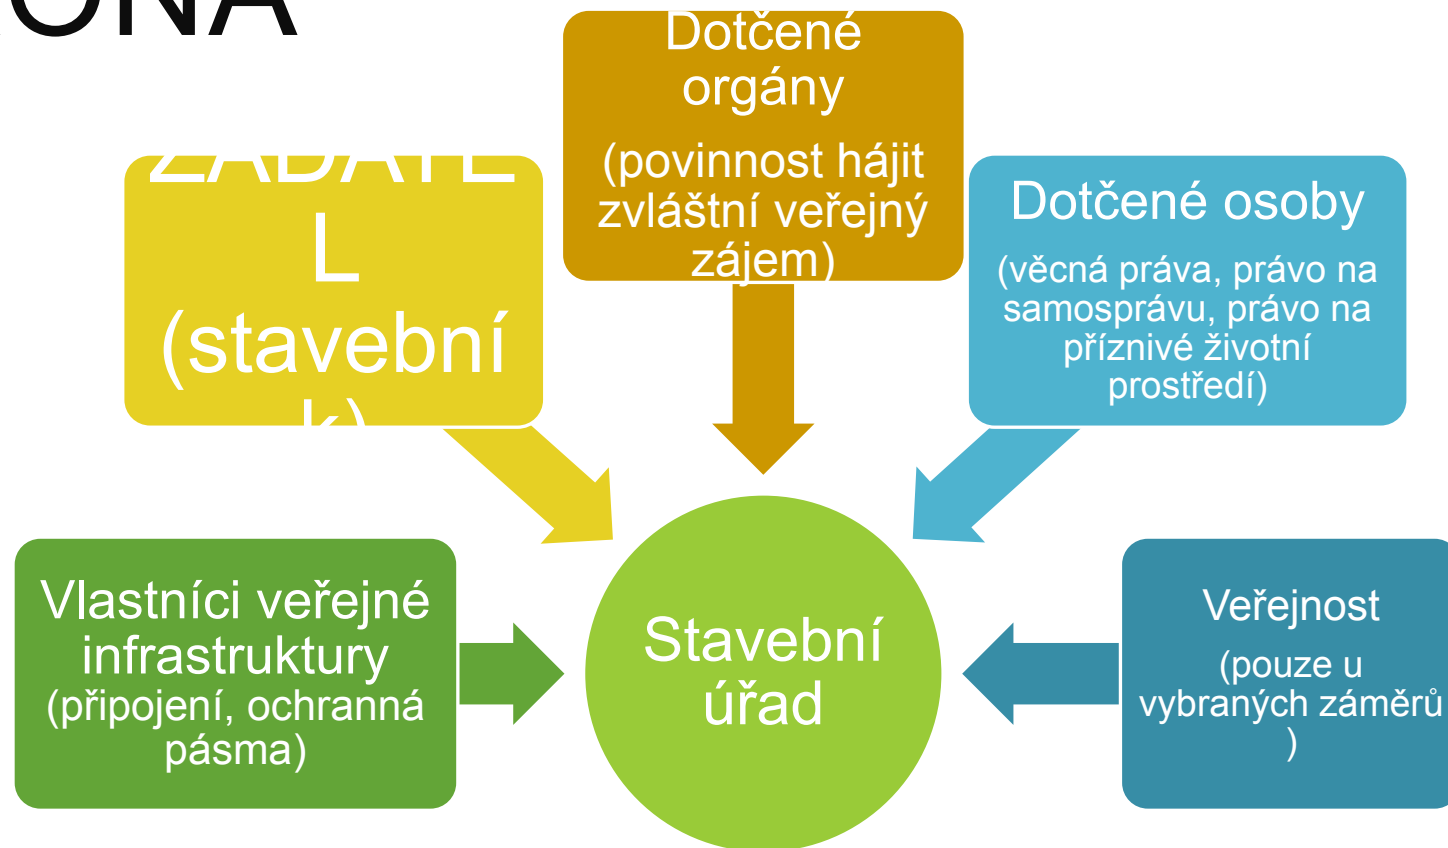 Dotčené
orgány
(povinnost hájit
zvláštní veřejný
zájem)
ŽADATE
L
(stavební
k)
Dotčené osoby
(věcná práva, právo na
samosprávu, právo na
příznivé životní
prostředí)
Vlastníci veřejné
infrastruktury
(připojení, ochranná
pásma)
Stavební
úřad
Veřejnost
(pouze u
vybraných záměrů
)